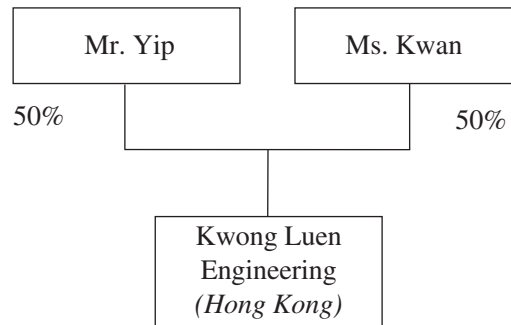 Mr. Yip
Ms. Kwan
50%
50%
Kwong Luen
Engineering
(Hong Kong)